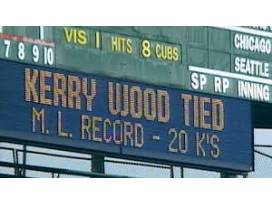 VIS 1 HITS 8 CUBS
CHICAGO
7 8 9 10
SEATTLE
SP RP INNING
KERRY WOOD TIED
M. L. RECORD - 20 K'S